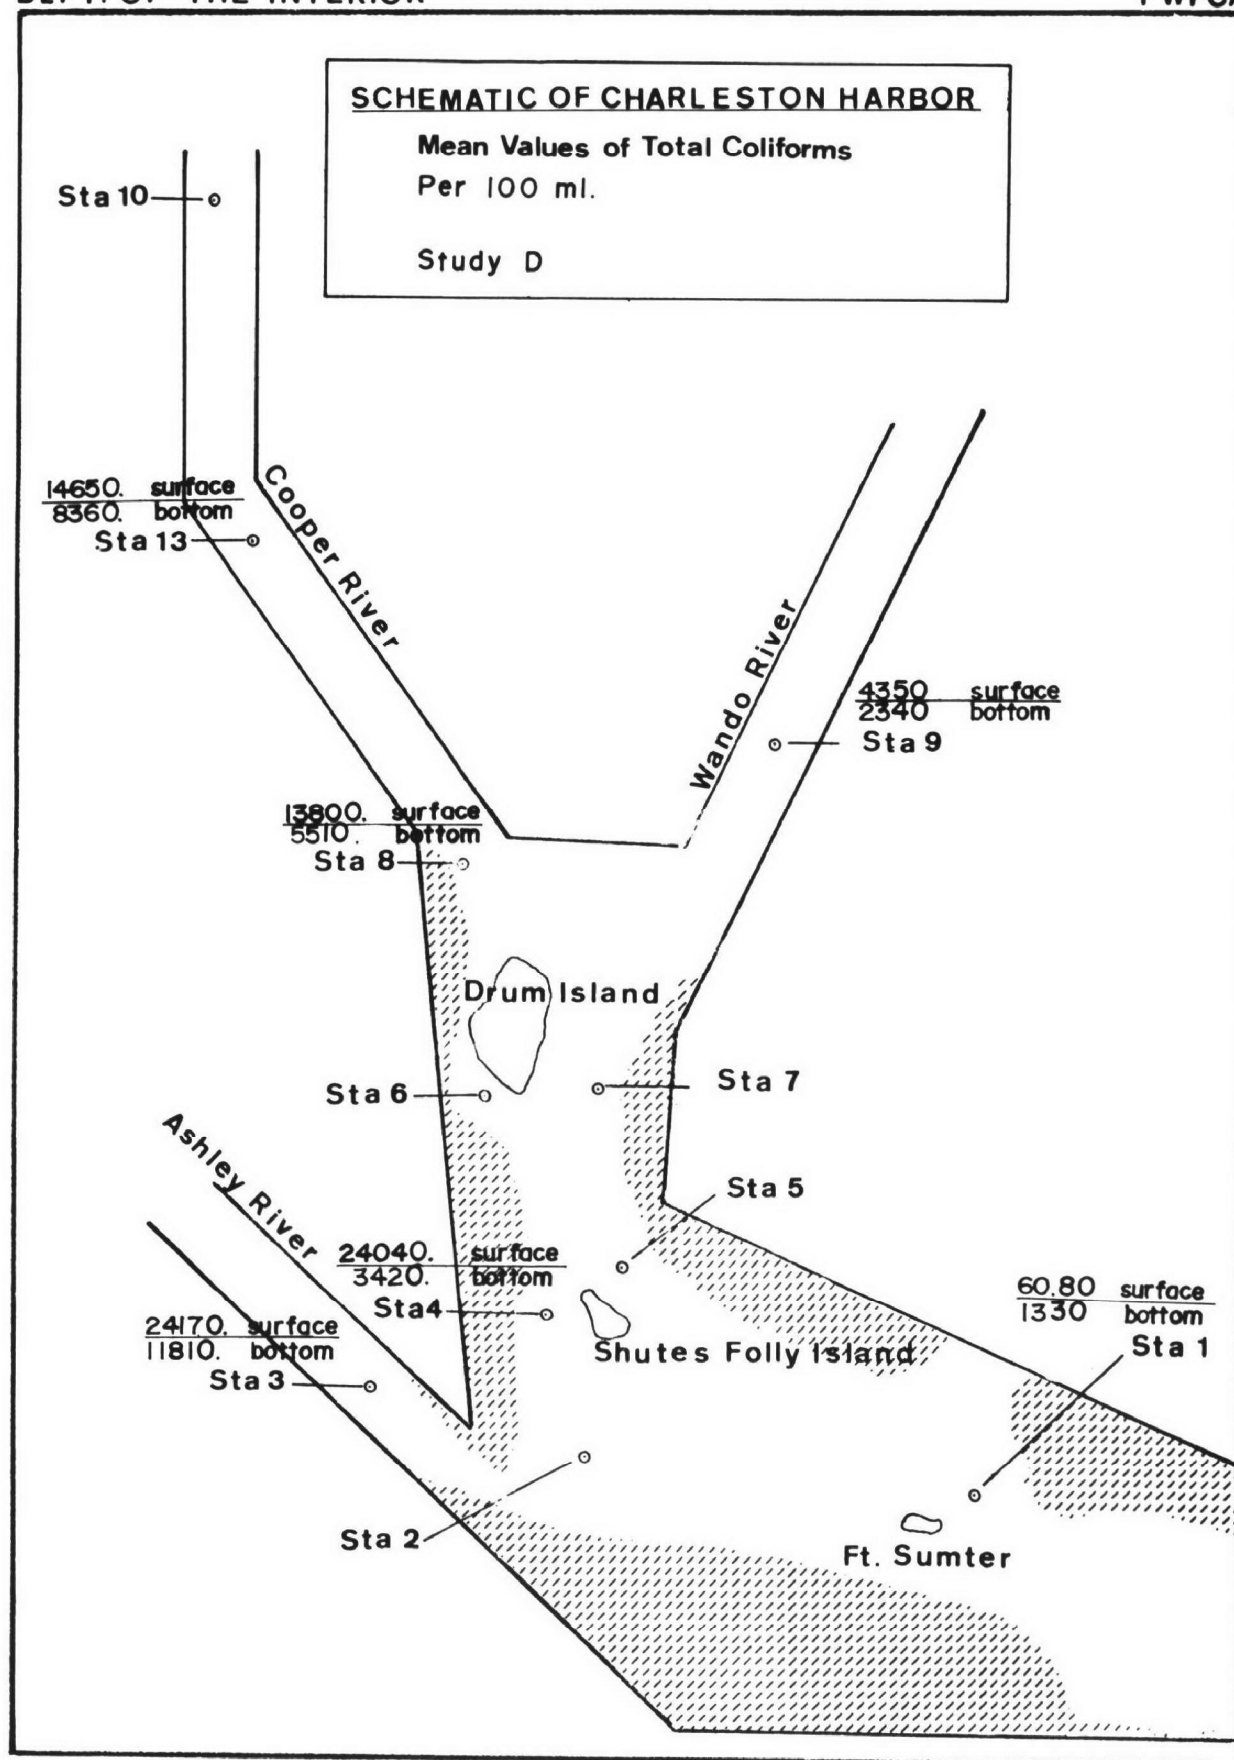 SCHEMATIC OF CHARLESTON HARBOR
Mean Values of Total Coliforms
Per 100 ml.
Study D
Sta 10
14650. surface
8360. bottom
Sta 13
Cooper River
Wando River
4350 surface
2340 bottom
Sta 9
13800. surface
5510. bottom
Sta 8
Drum Island
Sta 6
Sta 7
Ashley River
Sta 5
24040. surface
3420. bottom
Sta 4
60.80 surface
1330 bottom
Sta 1
24170. surface
11810. bottom
Sta 3
Shutes Folly Island
Sta 2
Ft. Sumter